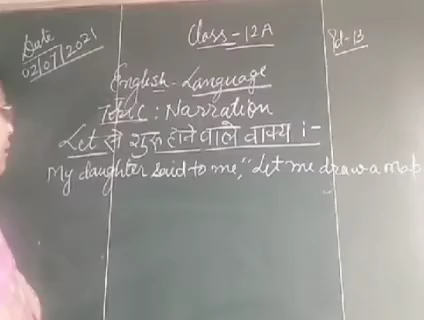 Date
02/07/2021
Class-12A
Pd-13
English-Language
Topic: Narration
Let से शुरू होने वाले वाक्य :-
My daughter said to me, "Let me draw a map